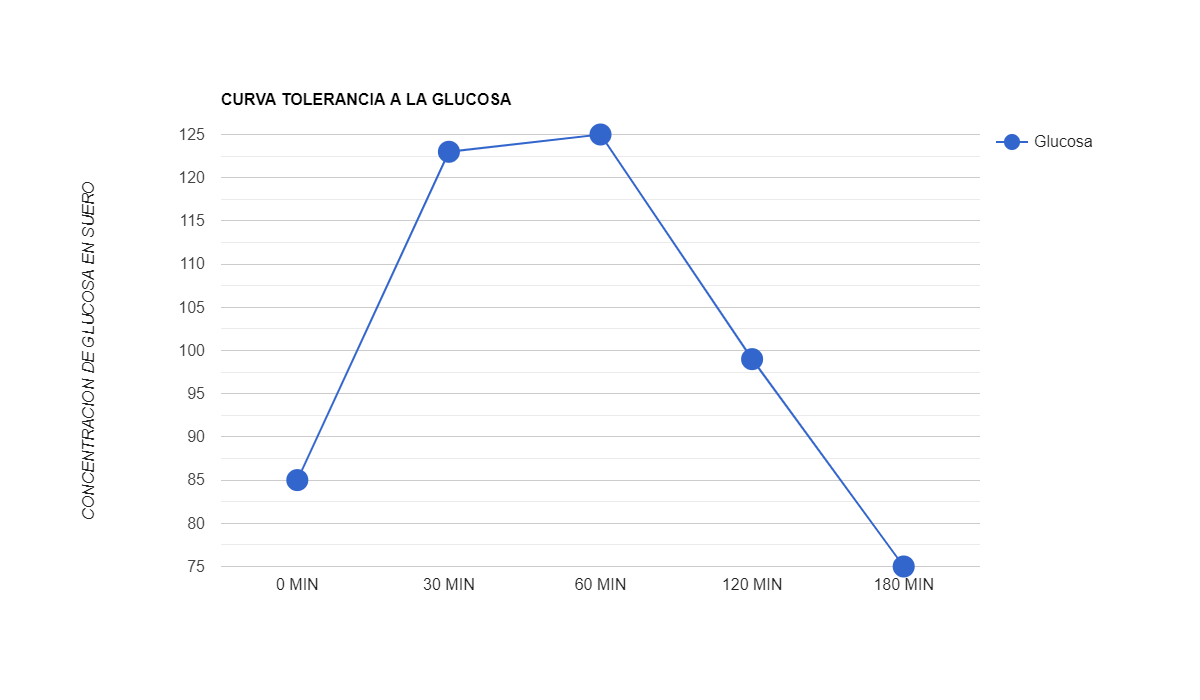 CURVA TOLERANCIA A LA GLUCOSA
Glucosa
CONCENTRACION DE GLUCOSA EN SUERO
125
120
115
110
105
100
95
90
85
80
75
0 MIN 30 MIN 60 MIN 120 MIN 180 MIN